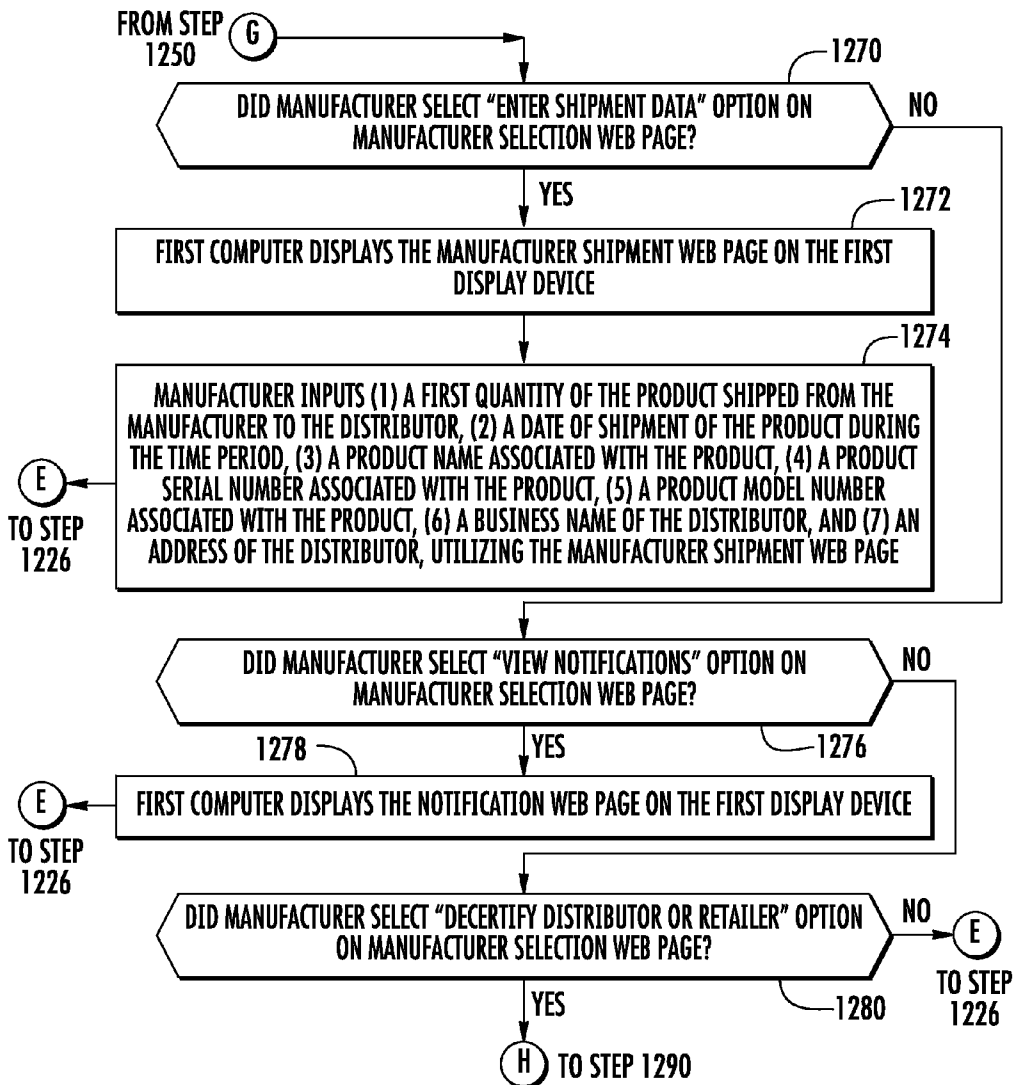 FROM STEP
1250
G
1270
DID MANUFACTURER SELECT "ENTER SHIPMENT DATA" OPTION ON
MANUFACTURER SELECTION WEB PAGE?
NO
YES
1272
FIRST COMPUTER DISPLAYS THE MANUFACTURER SHIPMENT WEB PAGE ON THE FIRST
DISPLAY DEVICE
1274
MANUFACTURER INPUTS (1) A FIRST QUANTITY OF THE PRODUCT SHIPPED FROM THE
MANUFACTURER TO THE DISTRIBUTOR, (2) A DATE OF SHIPMENT OF THE PRODUCT DURING
THE TIME PERIOD, (3) A PRODUCT NAME ASSOCIATED WITH THE PRODUCT, (4) A PRODUCT
SERIAL NUMBER ASSOCIATED WITH THE PRODUCT, (5) A PRODUCT MODEL NUMBER
ASSOCIATED WITH THE PRODUCT, (6) A BUSINESS NAME OF THE DISTRIBUTOR, AND (7) AN
ADDRESS OF THE DISTRIBUTOR, UTILIZING THE MANUFACTURER SHIPMENT WEB PAGE
E
TO STEP
1226
DID MANUFACTURER SELECT "VIEW NOTIFICATIONS" OPTION ON
MANUFACTURER SELECTION WEB PAGE?
NO
YES
1276
1278
FIRST COMPUTER DISPLAYS THE NOTIFICATION WEB PAGE ON THE FIRST DISPLAY DEVICE
E
TO STEP
1226
DID MANUFACTURER SELECT "DECERTIFY DISTRIBUTOR OR RETAILER" OPTION
ON MANUFACTURER SELECTION WEB PAGE?
NO
E
TO STEP
1226
1280
YES
H
TO STEP 1290